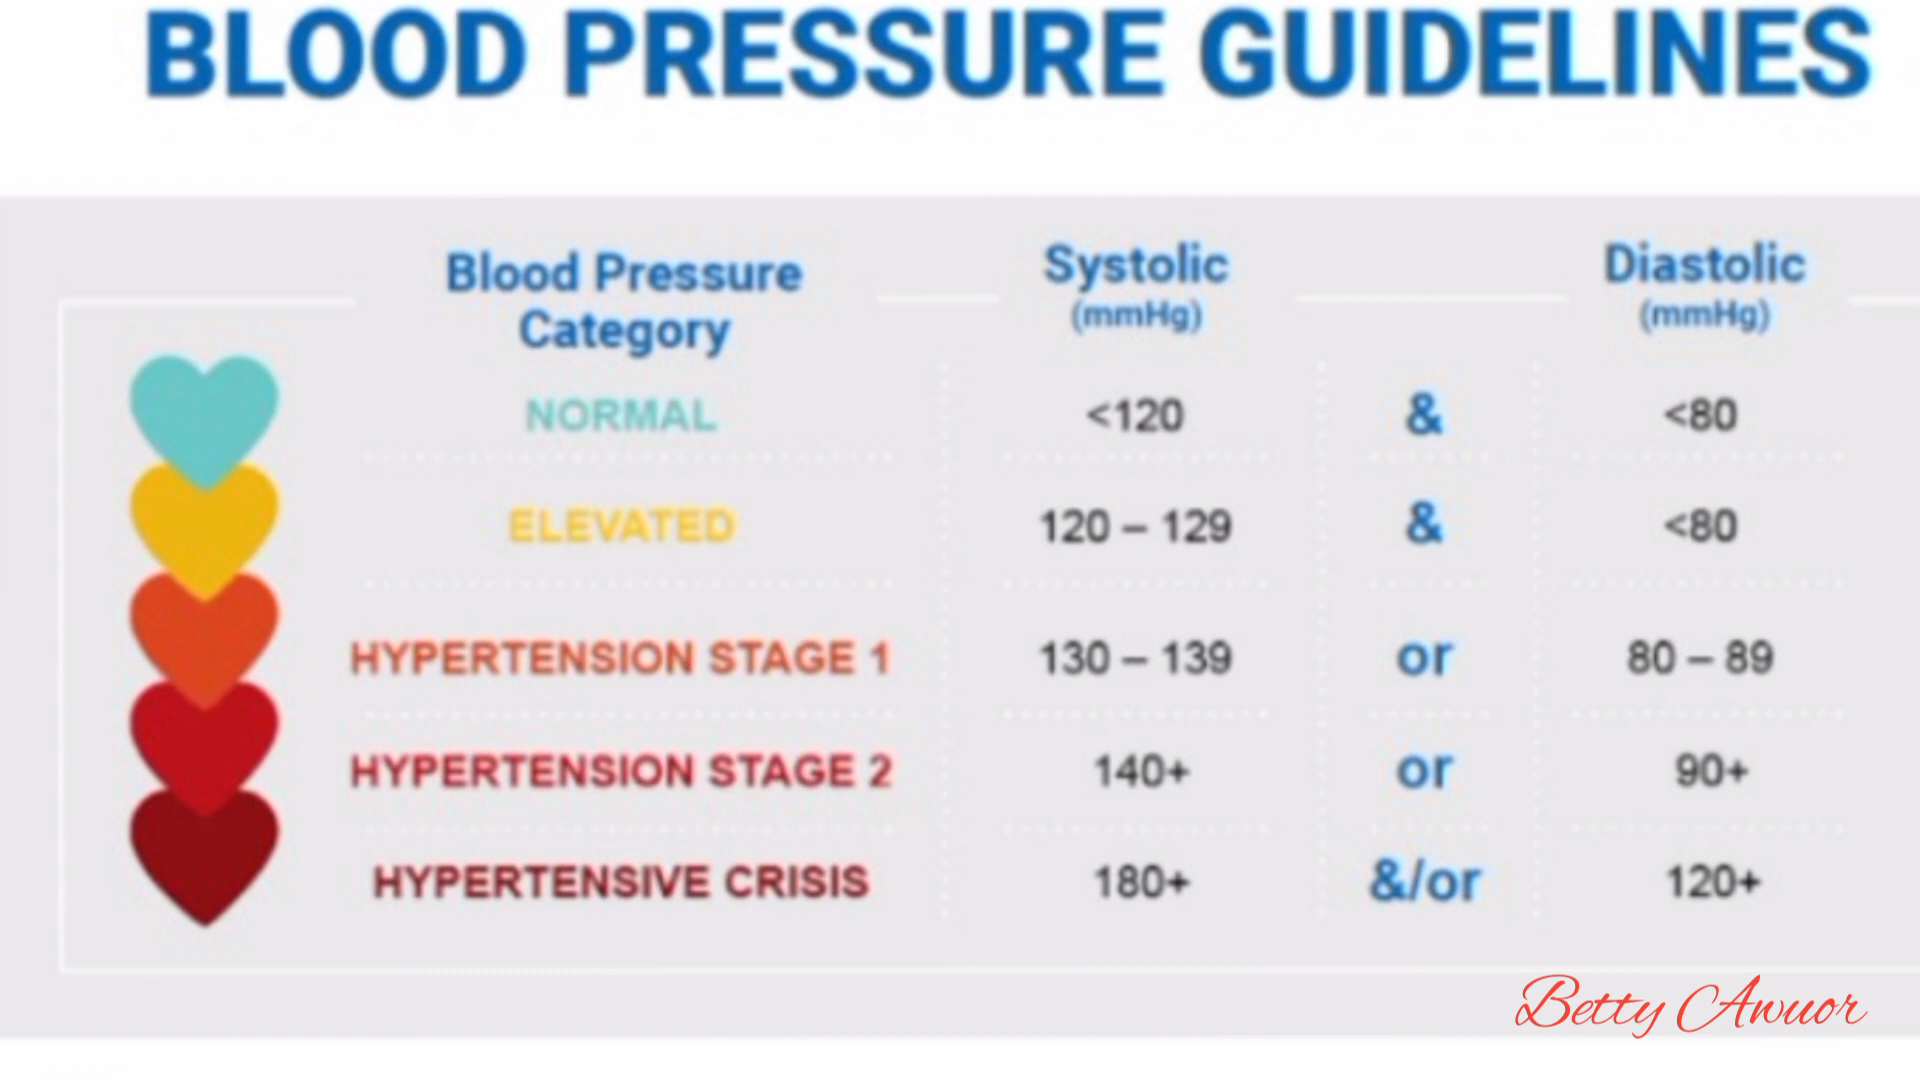 BLOOD PRESSURE GUIDELINES
Blood Pressure
Category
Systolic
(mmHg)
Diastolic
(mmHg)
NORMAL <120 & <80
ELEVATED 120 – 129 & <80
HYPERTENSION STAGE 1 130 – 139 or 80 – 89
HYPERTENSION STAGE 2 140+ or 90+
HYPERTENSIVE CRISIS 180+ &/or 120+
Betty Awuor